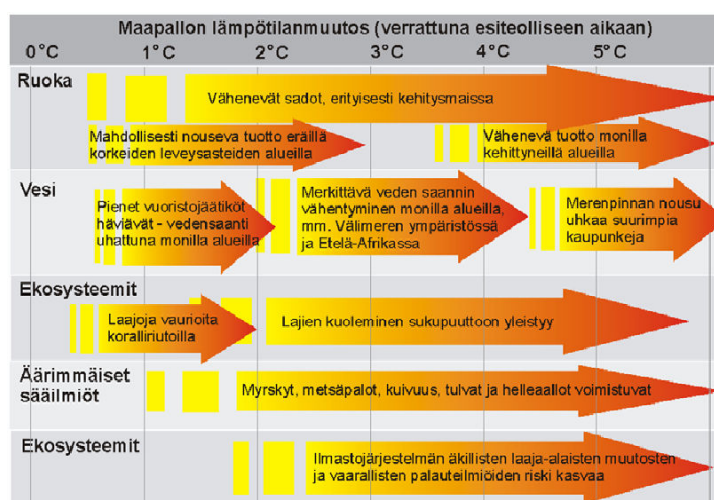 Maapallon lämpötilanmuutos (verrattuna esiteolliseen aikaan)
0°C 1°C 2°C 3°C 4°C 5°C
Ruoka
Vähenevät sadot, erityisesti kehitysmaissa
Mahdollisesti nouseva tuotto eräillä
korkeiden leveysasteiden alueilla
Vähenevä tuotto monilla
kehittyneillä alueilla
Vesi
Pienet vuoristojäätiköt
häviävät - vedensaanti
uhattuna monilla alueilla
Merkittävä veden saannin
vähentyminen monilla alueilla,
mm. Välimeren ympäristössä
ja Etelä-Afrikassa
Merenpinnan nousu
uhkaa suurimpia
kaupunkeja
Ekosysteemit
Laajoja vaurioita
koralliriutoilla
Lajien kuoleminen sukupuuttoon yleistyy
Äärimmäiset
sääilmiöt
Myrskyt, metsäpalot, kuivuus, tulvat ja helleaallot voimistuvat
Ekosysteemit
Ilmastojärjestelmän äkillisten laaja-alaisten muutosten
ja vaarallisten palauteilmiöiden riski kasvaa